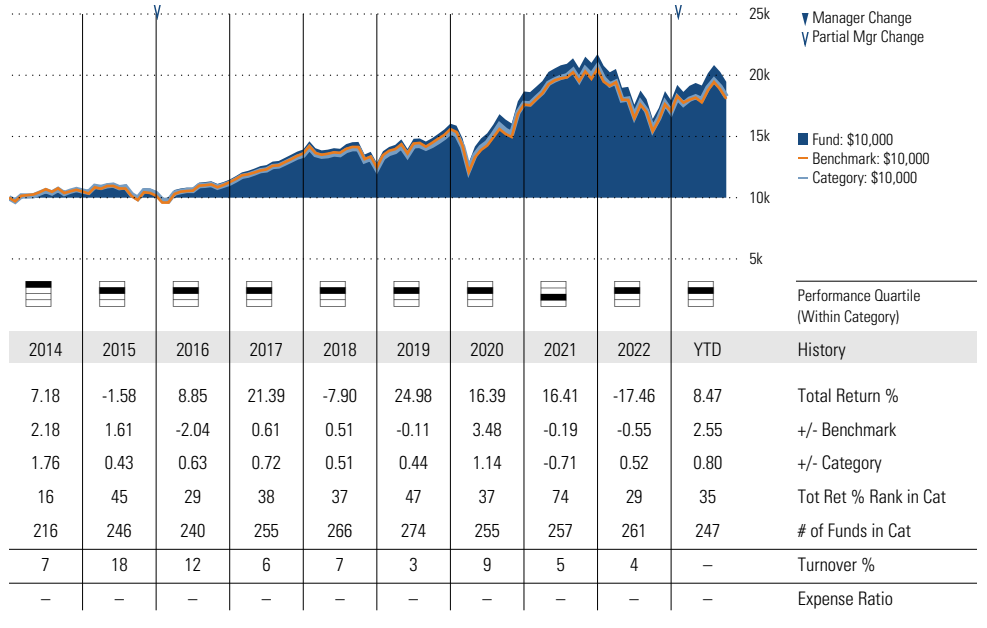 25k
20k
15k
10k
5k
Manager Change
Partial Mgr Change
Fund: $10,000
Benchmark: $10,000
Category: $10,000
Performance Quartile
(Within Category)
2014 2015 2016 2017 2018 2019 2020 2021 2022 YTD History
7.18 -1.58 8.85 21.39 -7.90 24.98 16.39 16.41 -17.46 8.47 Total Return %
2.18 1.61 -2.04 0.61 0.51 -0.11 3.48 -0.19 -0.55 2.55 +/- Benchmark
1.76 0.43 0.63 0.72 0.51 0.44 1.14 -0.71 0.52 0.80 +/- Category
16 45 29 38 37 47 37 74 29 35 Tot Ret % Rank in Cat
216 246 240 255 266 274 255 257 261 247 # of Funds in Cat
7 18 12 6 7 3 9 5 4 – Turnover %
– – – – – – – – – – Expense Ratio